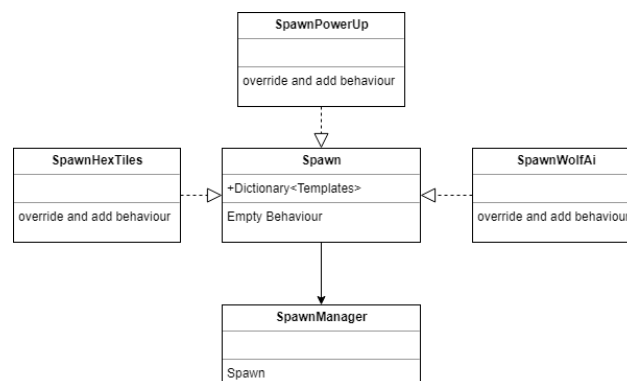 SpawnPowerUp
override and add behaviour
SpawnHexTiles
override and add behaviour
Spawn
+Dictionary<Templates>
Empty Behaviour
SpawnWolfAi
override and add behaviour
SpawnManager
Spawn